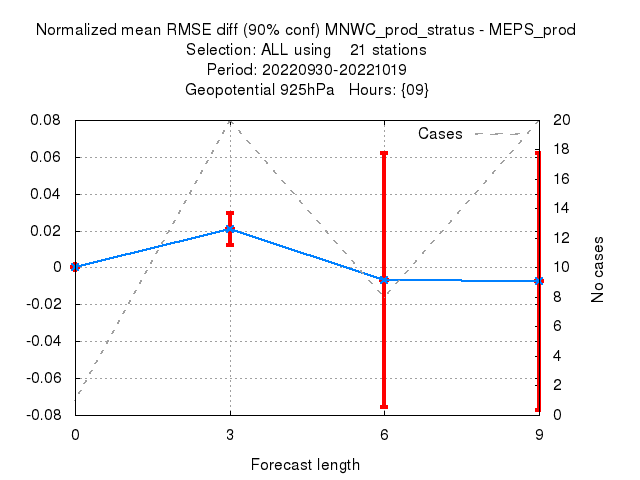 Normalized mean RMSE diff (90% conf) MNWC_prod_stratus - MEPS_prod
Selection: ALL using    21 stations
Period: 20220930-20221019
Geopotential 925hPa   Hours: {09}
Cases
0.08
0.06
0.04
0.02
0
-0.02
-0.04
-0.06
-0.08
20
18
16
14
12
10
8
6
4
2
0
No cases
0 3 6 9
Forecast length